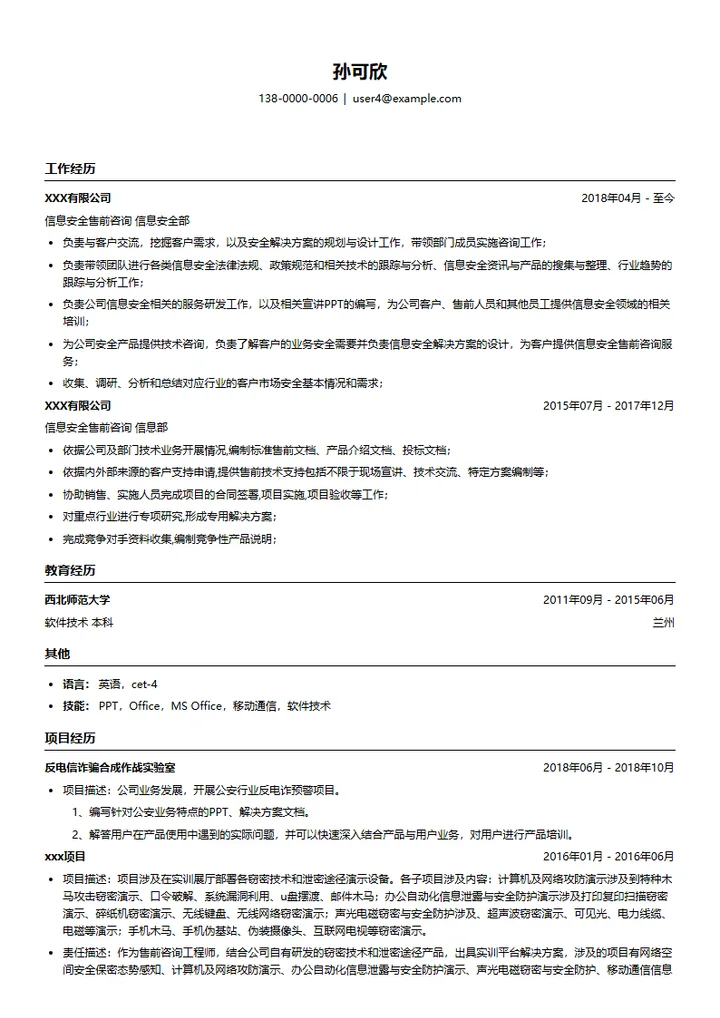 孙可欣
138-0000-0006 | user4@example.com
工作经历
XXX有限公司 2018年04月 - 至今
信息安全售前咨询 信息安全部
• 负责与客户交流，挖掘客户需求，以及安全解决方案的规划与设计工作，带领部门成员实施咨询工作；
• 负责带领团队进行各类信息安全法律法规、政策规范和相关技术的跟踪与分析、信息安全资讯与产品的搜集与整理、行业趋势的
跟踪与分析工作；
• 负责公司信息安全相关的服务研发工作，以及相关宣讲PPT的编写，为公司客户、售前人员和其他员工提供信息安全领域的相关
培训；
• 为公司安全产品提供技术咨询，负责了解客户的业务安全需要并负责信息安全解决方案的设计，为客户提供信息安全售前咨询服
务；
• 收集、调研、分析和总结对应行业的客户市场安全基本情况和需求；
XXX有限公司 2015年07月 - 2017年12月
信息安全售前咨询 信息部
• 依据公司及部门技术业务开展情况,编制标准售前文档、产品介绍文档、投标文档；
• 依据内外部来源的客户支持申请,提供售前技术支持包括不限于现场宣讲、技术交流、特定方案编制等；
• 协助销售、实施人员完成项目的合同签署,项目实施,项目验收等工作；
• 对重点行业进行专项研究,形成专用解决方案；
• 完成竞争对手资料收集,编制竞争性产品说明；
教育经历
西北师范大学 2011年09月 - 2015年06月
软件技术 本科 兰州
其他
• 语言： 英语，cet-4
• 技能： PPT，Office，MS Office，移动通信，软件技术
项目经历
反电信诈骗合成作战实验室 2018年06月 - 2018年10月
• 项目描述：公司业务发展，开展公安行业反电诈预警项目。
1、编写针对公安业务特点的PPT、解决方案文档。
2、解答用户在产品使用中遇到的实际问题，并可以快速深入结合产品与用户业务，对用户进行产品培训。
xxx项目 2016年01月 - 2016年06月
• 项目描述：项目涉及在实训展厅部署各窃密技术和泄密途径演示设备。各子项目涉及内容：计算机及网络攻防演示涉及到特种木
马攻击窃密演示、口令破解、系统漏洞利用、u盘摆渡、邮件木马；办公自动化信息泄露与安全防护演示涉及打印复印扫描窃密
演示、碎纸机窃密演示、无线键盘、无线网络窃密演示；声光电磁窃密与安全防护涉及、超声波窃密演示、可见光、电力线缆、
电磁等演示；手机木马、手机伪基站、伪装摄像头、互联网电视等窃密演示。
• 责任描述：作为售前咨询工程师，结合公司自有研发的窃密技术和泄密途径产品，出具实训平台解决方案，涉及的项目有网络空
间安全保密态势感知、计算机及网络攻防演示、办公自动化信息泄露与安全防护演示、声光电磁窃密与安全防护、移动通信信息